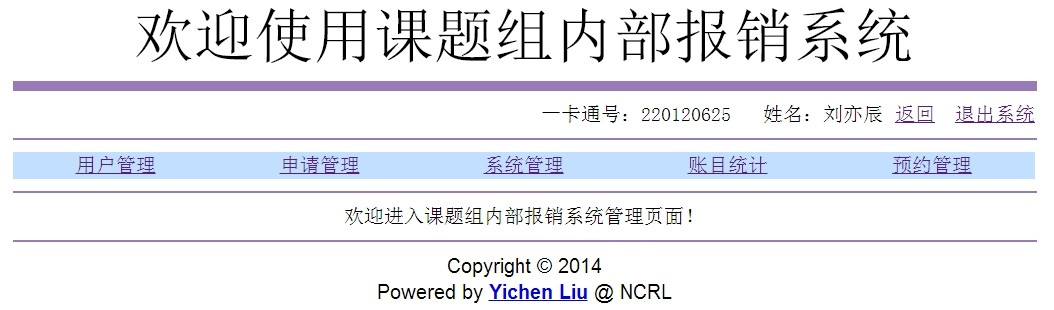 欢迎使用课题组内部报销系统
一卡通号：220120625 姓名：刘亦辰 返回 退出系统
用户管理 申请管理 系统管理 账目统计 预约管理
欢迎进入课题组内部报销系统管理页面！
Copyright © 2014
Powered by Yichen Liu @ NCRL